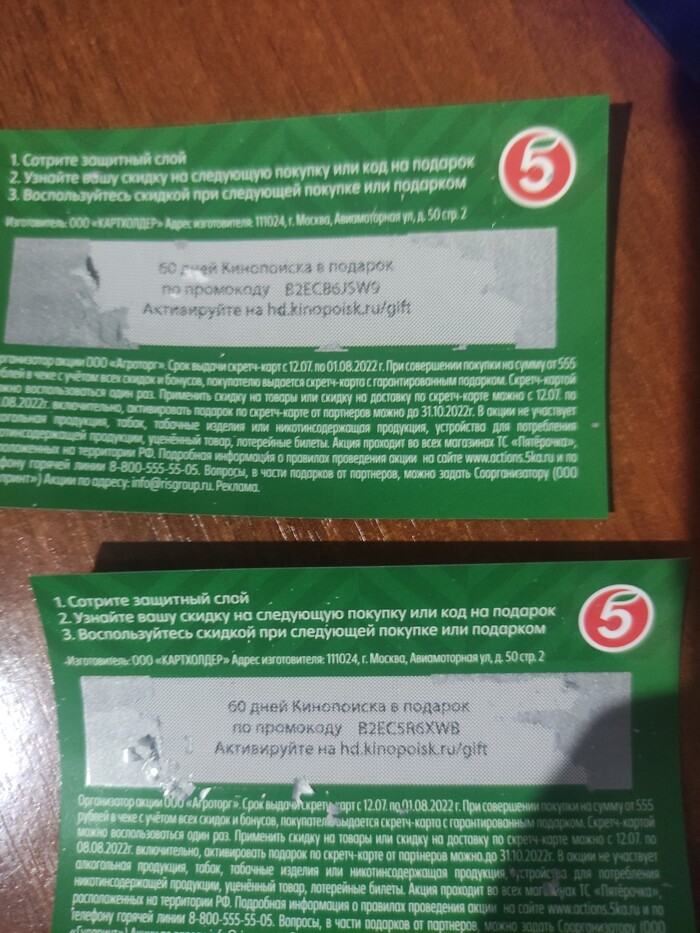 1. Сотрите защитный слой
2. Узнайте вашу скидку на следующую покупку или код на подарок
3. Воспользуйтесь скидкой при следующей покупке или подарком
5
Изготовитель: ООО «КАРТХОЛДЕР» Адрес изготовителя: 111024, г. Москва, Авиамоторная ул, д. 50 стр. 2
60 дней Кинопоиска в подарок
по промокоду B2ECB6J5W9
Активируйте на hd.kinopoisk.ru/gift
рганизатор акции ООО «Агроторг». Срок выдачи скретч-карт с 12.07. по 01.08.2022 г. При совершении покупки на сумму от 555
блей в чеке с учётом всех скидок и бонусов, покупателю выдается скретч-карта с гарантированным подарком. Скретч-картой
жно воспользоваться один раз. Применить скидку на товары или скидку на доставку по скретч-карте можно с 12.07. по
.08.2022г. включительно, активировать подарок по скретч-карте от партнеров можно до 31.10.2022г. В акции не участвует
льная продукция, табак, табачные изделия или никотинсодержащая продукция, устройства для потребления
инсодержащей продукции, уценённый товар, лотерейные билеты. Акция проходит во всех магазинах ТС «Пятёрочка»,
оложенных на территории РФ. Подробная информация о правилах проведения акции на сайте www.actions.5ka.ru и по
фону горячей линии 8-800-555-55-05. Вопросы, в части подарков от партнеров, можно задать Соорганизатору (ООО
принт») Акции по адресу: info@risgroup.ru. Реклама.
1. Сотрите защитный слой
2. Узнайте вашу скидку на следующую покупку или код на подарок
3. Воспользуйтесь скидкой при следующей покупке или подарком
5
Изготовитель: ООО «КАРТХОЛДЕР» Адрес изготовителя: 111024, г. Москва, Авиамоторная ул, д. 50 стр. 2
60 дней Кинопоиска в подарок
по промокоду B2EC5R6XWB
Активируйте на hd.kinopoisk.ru/gift
Организатор акции ООО «Агроторг». Срок выдачи скретч-карт с 12.07. по 01.08.2022 г. При совершении покупки на сумму от 555
рублей в чеке с учётом всех скидок и бонусов, покупателю выдается скретч-карта с гарантированным подарком. Скретч-картой
можно воспользоваться один раз. Применить скидку на товары или скидку на доставку по скретч-карте можно с 12.07. по
08.08.2022г. включительно, активировать подарок по скретч-карте от партнеров можно до 31.10.2022г. В акции не участвует
алкогольная продукция, табак, табачные изделия или никотинсодержащая продукция, устройства для потребления
никотинсодержащей продукции, уценённый товар, лотерейные билеты. Акция проходит во всех магазинах ТС «Пятёрочка»,
расположенных на территории РФ. Подробная информация о правилах проведения акции на сайте www.actions.5ka.ru и по
телефону горячей линии 8-800-555-55-05. Вопросы, в части подарков от партнеров, можно задать Соорганизатору (ООО